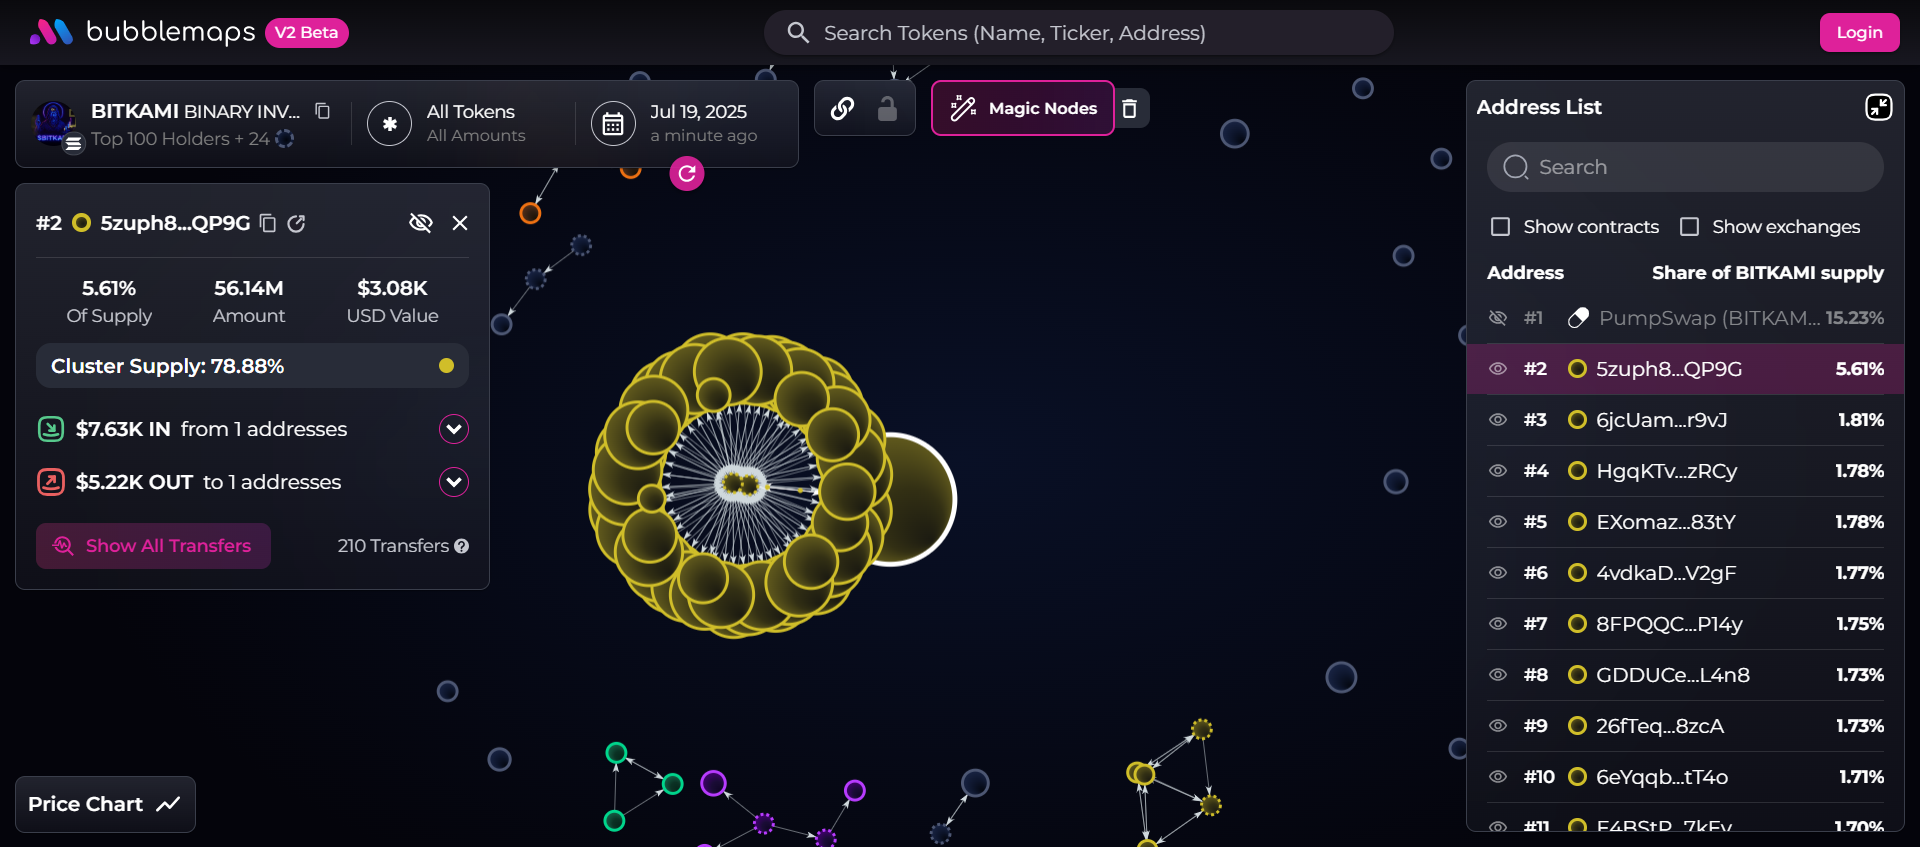 bubblemaps V2 Beta
Search Tokens (Name, Ticker, Address)
Login
BITKAMI BINARY INV...
Top 100 Holders + 24
All Tokens
All Amounts
Jul 19, 2025
a minute ago
Magic Nodes
#2 5zuph8...QP9G
5.61% 56.14M $3.08K
Of Supply Amount USD Value
Cluster Supply: 78.88%
$7.63K IN from 1 addresses
$5.22K OUT to 1 addresses
Show All Transfers 210 Transfers
Price Chart
Address List
Search
Show contracts Show exchanges
Address Share of BITKAMI supply
#1 PumpSwap (BITKAM... 15.23%
#2 5zuph8...QP9G 5.61%
#3 6jcUam...r9vJ 1.81%
#4 HgqKTv...zRCy 1.78%
#5 EXomaz...83tY 1.78%
#6 4vdkaD...V2gF 1.77%
#7 8FPQQC...P14y 1.75%
#8 GDDUCe...L4n8 1.73%
#9 26fTeq...8zcA 1.73%
#10 6eYqqb...tT4o 1.71%
#11 1.70%